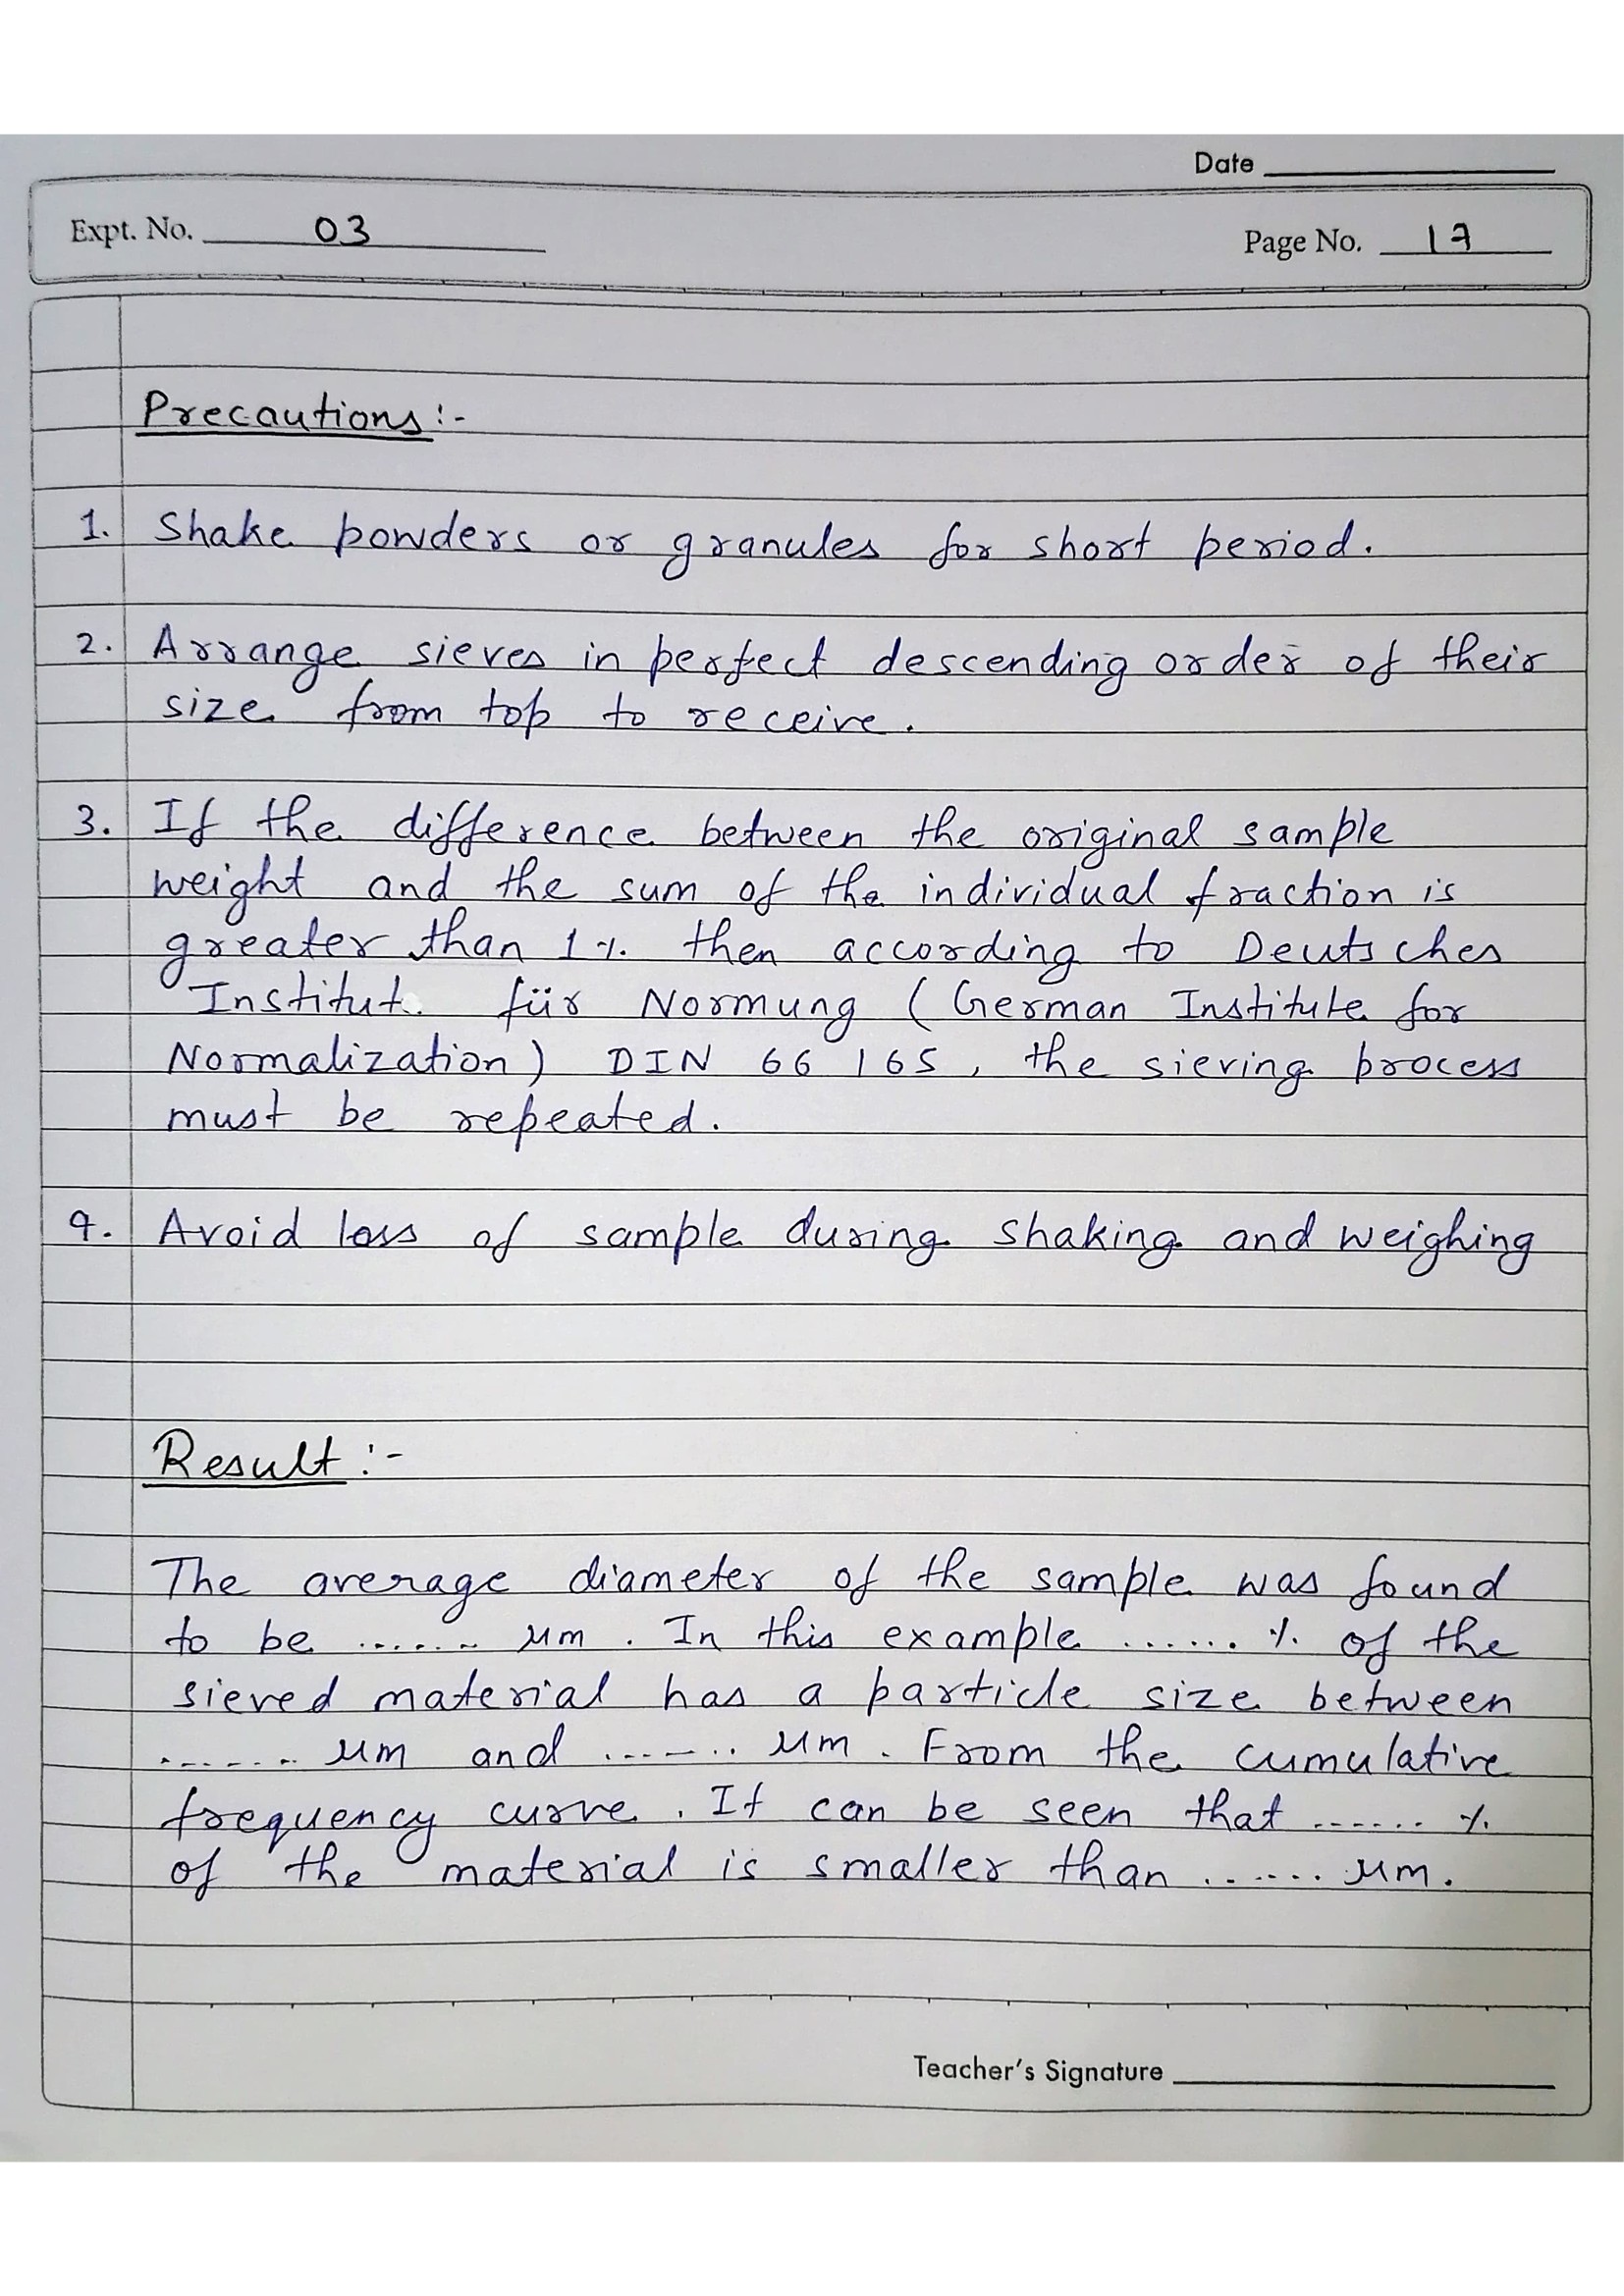 Date
Expt. No. 03
Page No. 17
Precautions:-
1. Shake powders or granules for short period.
2. Arrange sieves in perfect descending order of their
size from top to receive.
3. If the difference between the original sample
weight and the sum of the individual fraction is
greater than 1% then according to Deutsches
Institut für Normung (German Institute for
Normalization) DIN 66 165, the sieving process
must be repeated.
4. Avoid loss of sample during shaking and weighing
Result:-
The average diameter of the sample was found
to be ....... µm. In this example ....... % of the
sieved material has a particle size between
....... µm and ....... µm. From the cumulative
frequency curve. It can be seen that ...... %
of the material is smaller than ....... µm.
Teacher's Signature